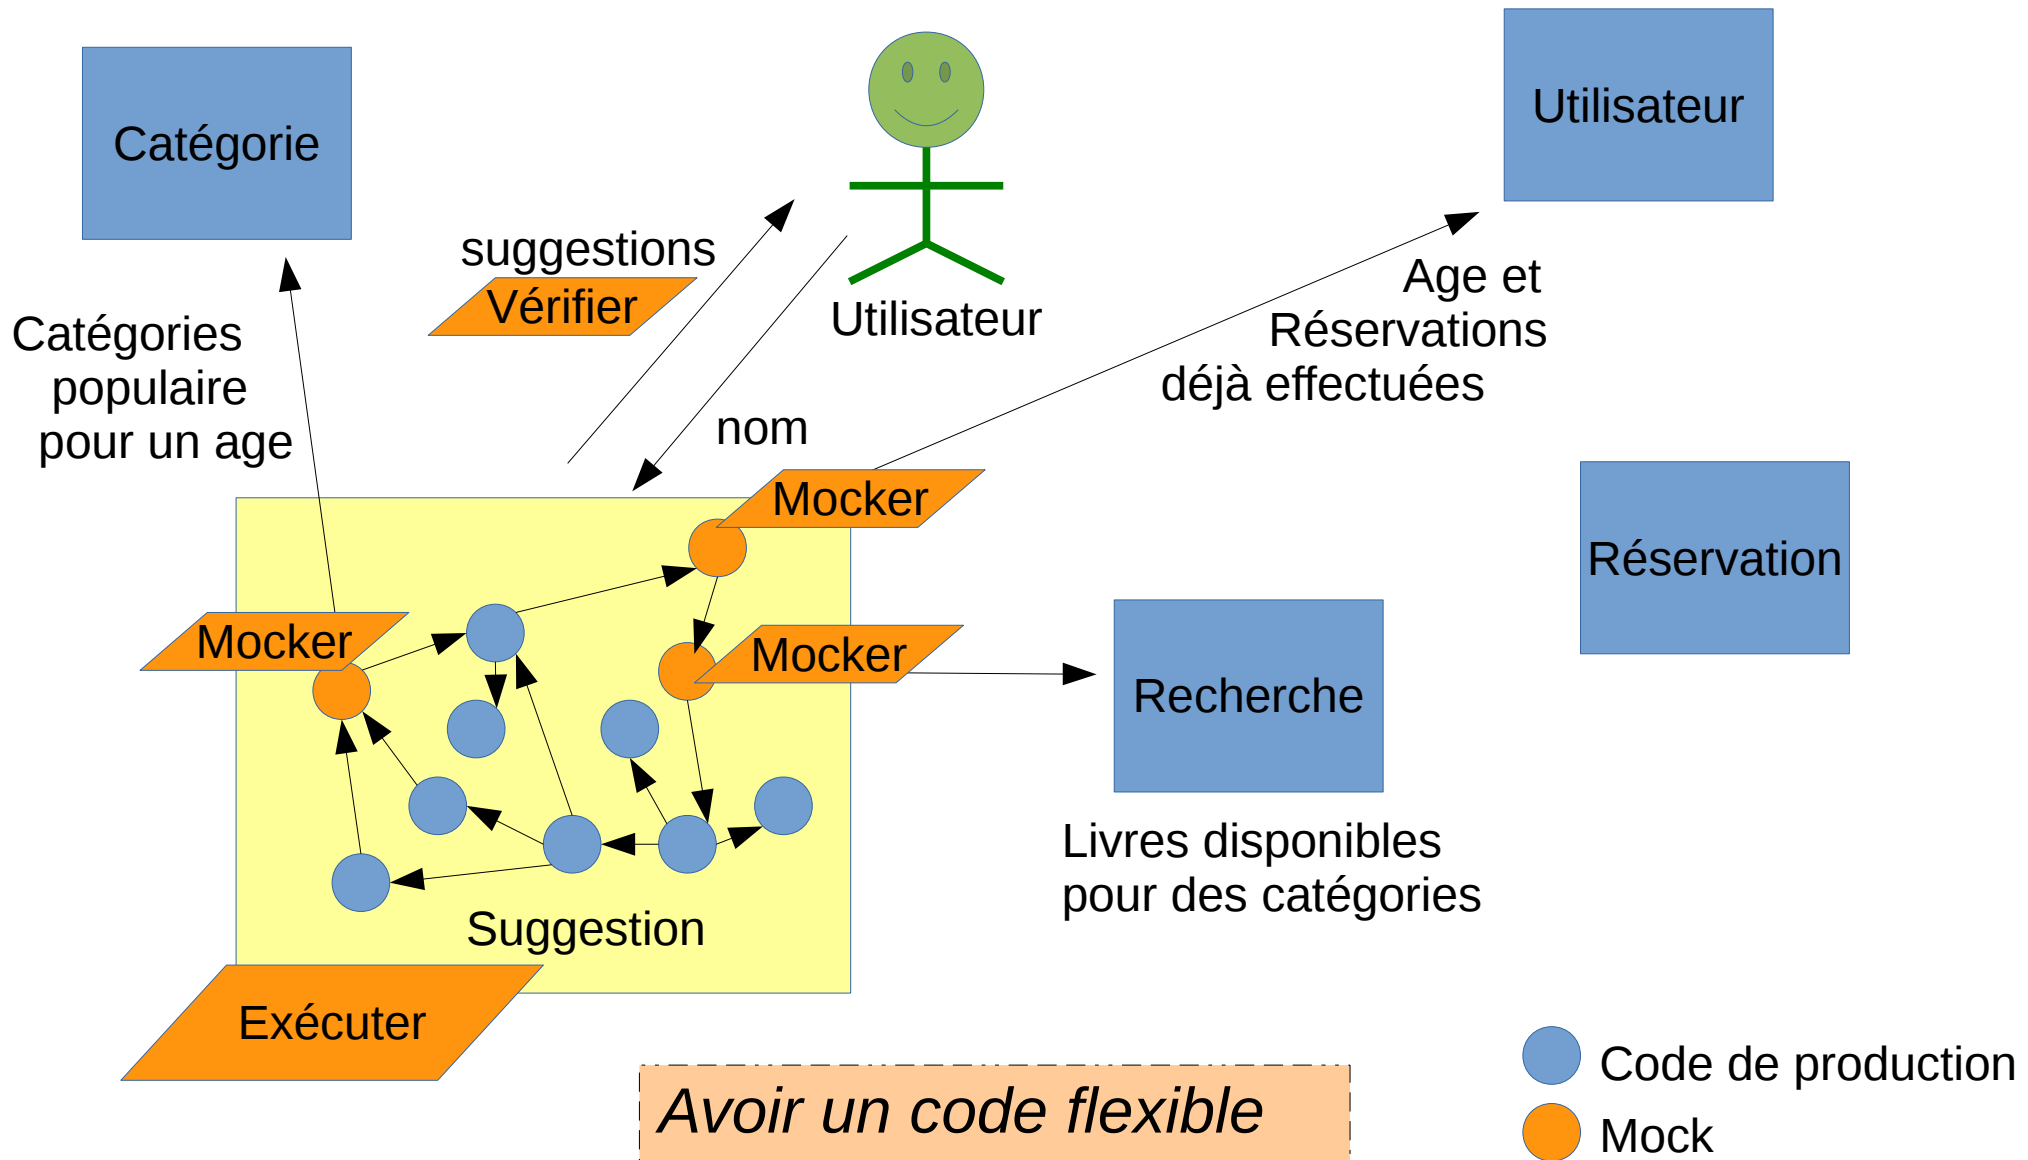 Catégorie
Utilisateur
suggestions
Vérifier
Utilisateur
Age et
Réservations
déjà effectuées
Catégories
populaire
pour un age
nom
Mocker
Réservation
Mocker
Mocker
Recherche
Livres disponibles
pour des catégories
Suggestion
Exécuter
Avoir un code flexible
Code de production
Mock